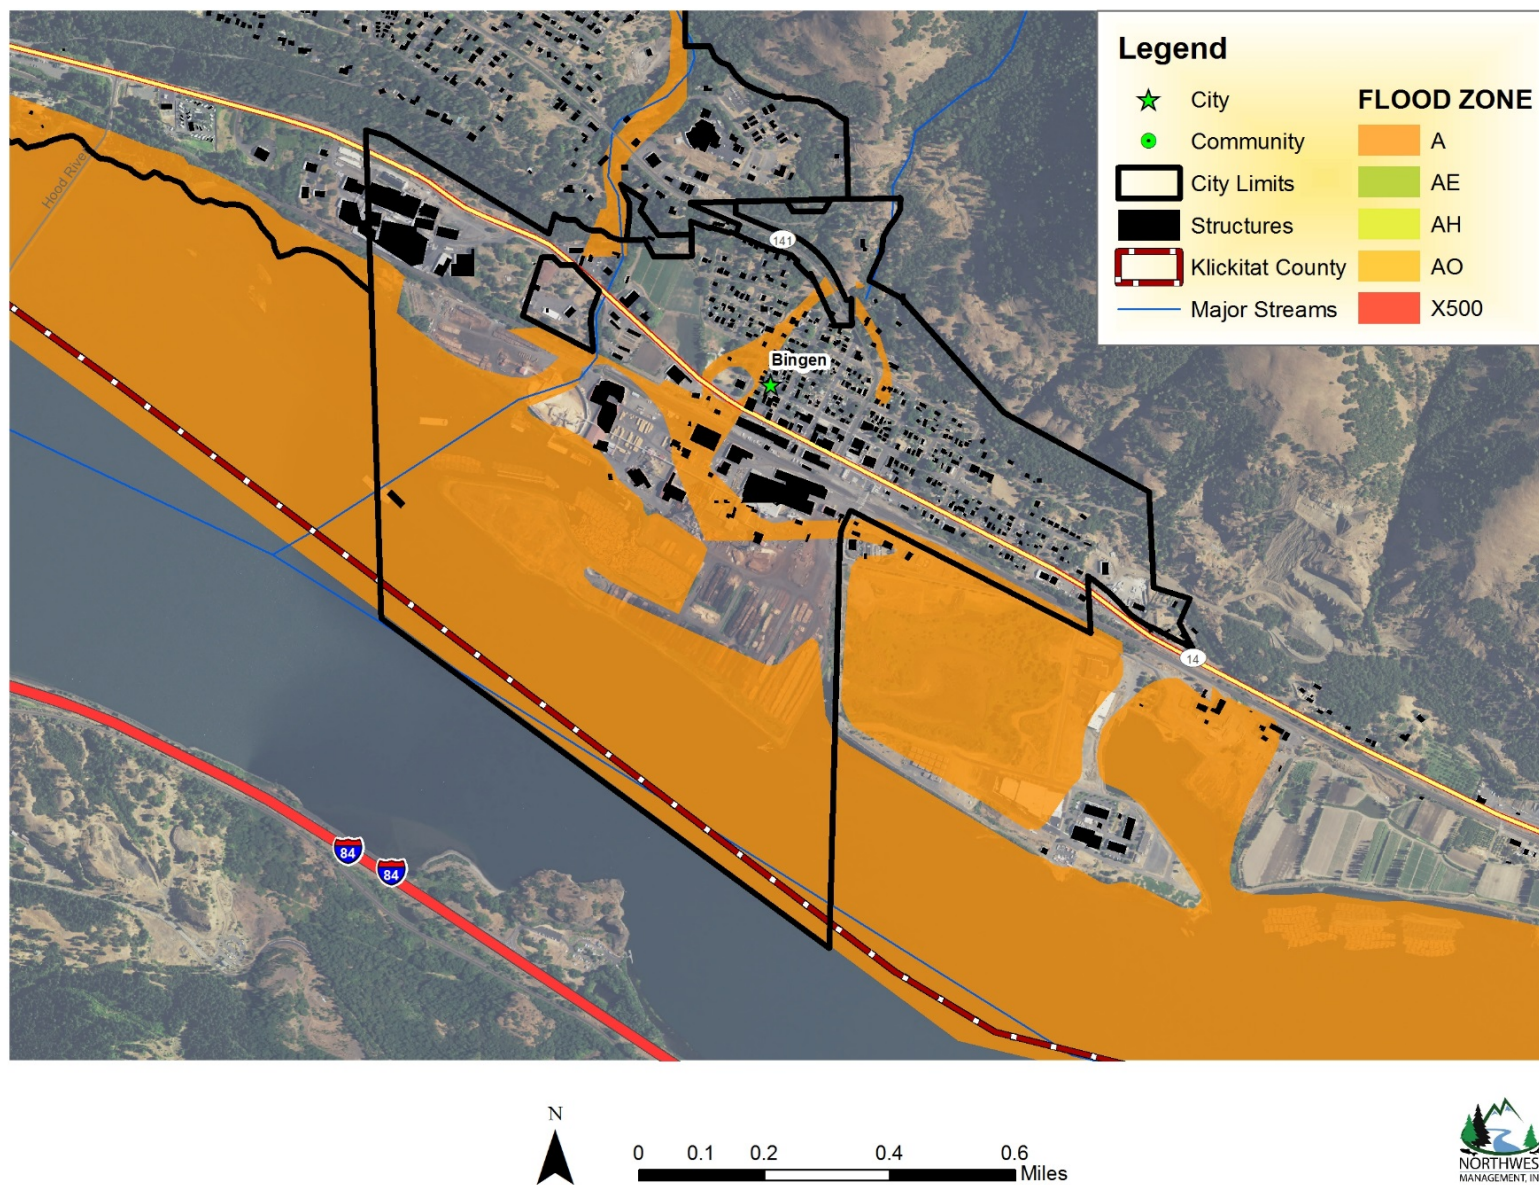 Legend
City
Community
City Limits
Structures
Klickitat County
Major Streams
FLOOD ZONE
A
AE
AH
AO
X500
Hood River
141
Bingen
14
84
84
N
0 0.1 0.2 0.4 0.6
Miles
NORTHWES
MANAGEMENT, IN